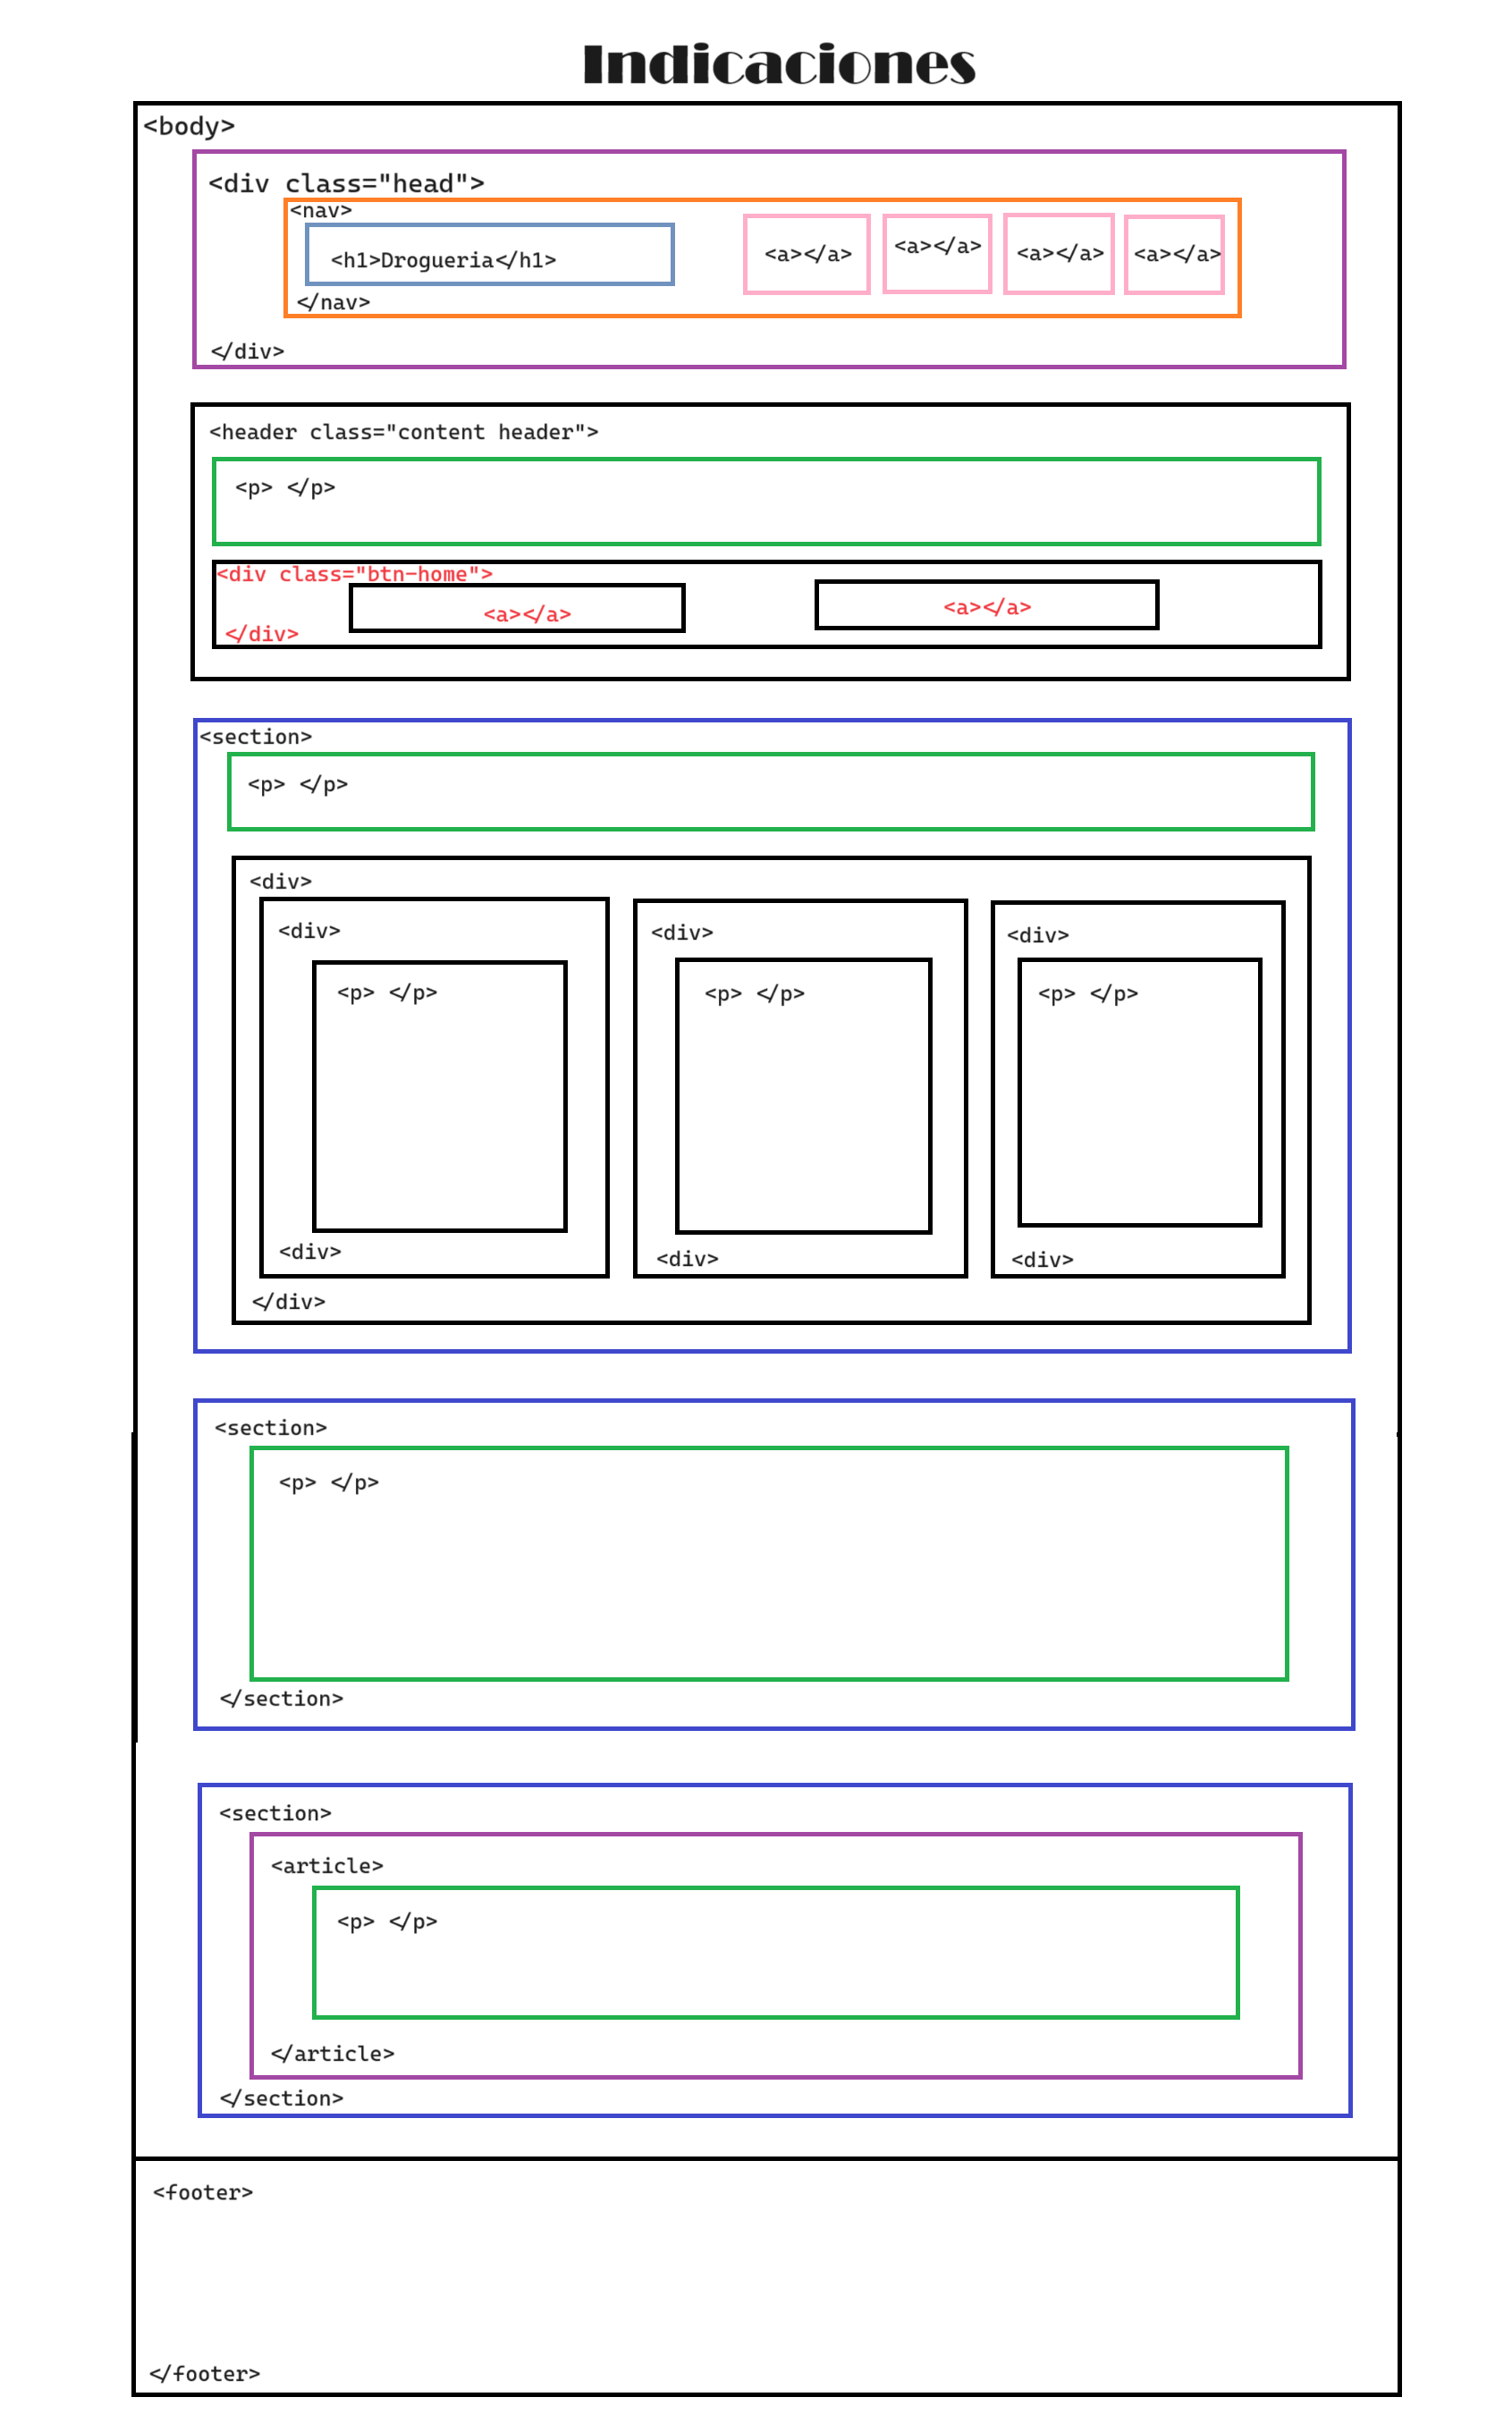 Indicaciones
<body>
<div class="head">
<nav>
<h1>Drogueria</h1>
<a></a> <a></a> <a></a> <a></a>
</nav>
</div>
<header class="content header">
<p> </p>
<div class="btn-home">
<a></a> <a></a>
</div>
<section>
<p> </p>
<div>
<div> <div> <div>
<p> </p> <p> </p> <p> </p>
<div> <div> <div>
</div>
<section>
<p> </p>
</section>
<section>
<article>
<p> </p>
</article>
</section>
<footer>
</footer>